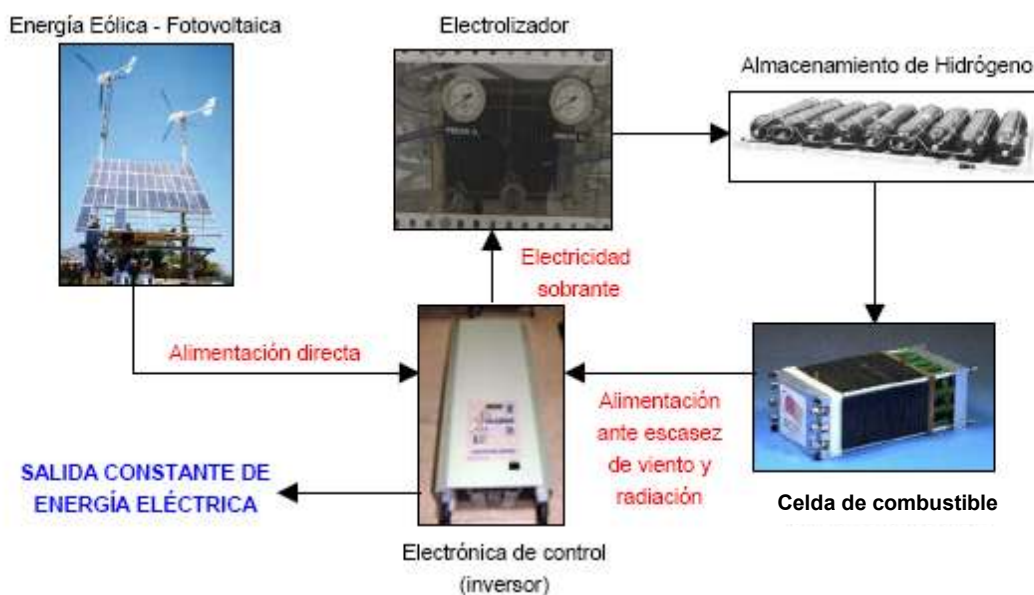 Energía Eólica - Fotovoltaica
Electrolizador
Almacenamiento de Hidrógeno
Electricidad
sobrante
Alimentación directa
Alimentación
ante escasez
de viento y
radiación
SALIDA CONSTANTE DE
ENERGÍA ELÉCTRICA
Celda de combustible
Electrónica de control
(inversor)